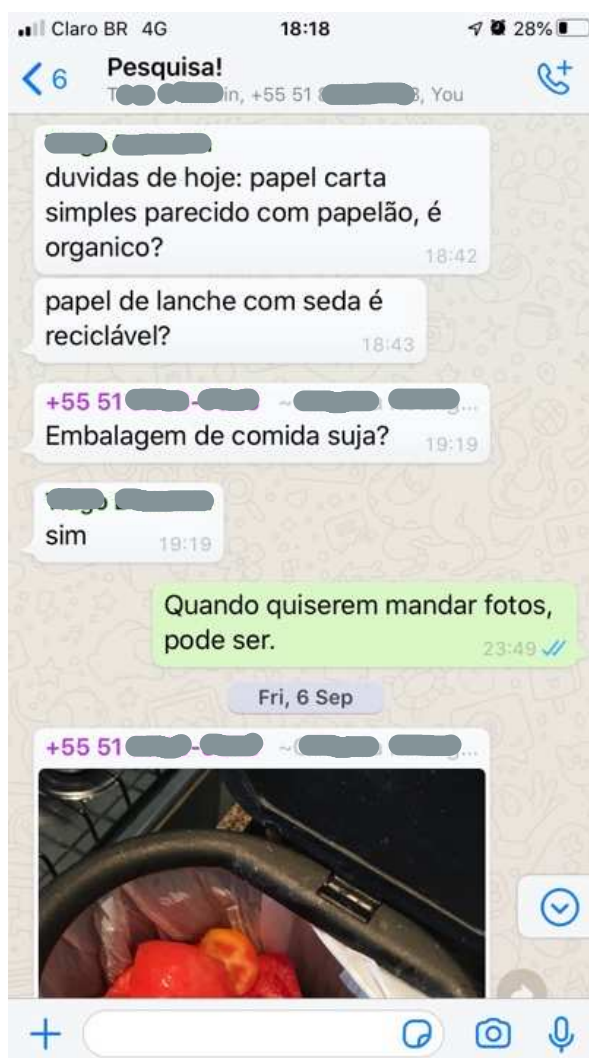 Claro BR 4G 18:18 28%
6 Pesquisa!
in, +55 51 , You
duvidas de hoje: papel carta
simples parecido com papelão, é
organico?
18:42
papel de lanche com seda é
reciclável?
18:43
+55 51 ~
Embalagem de comida suja?
19:19
sim
19:19
Quando quiserem mandar fotos,
pode ser.
23:49
Fri, 6 Sep
+55 51 ~